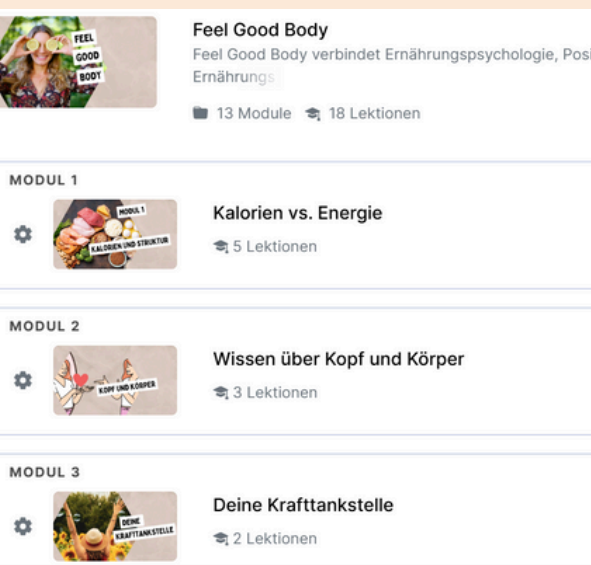 FEEL
GOOD
BODY
Feel Good Body
Feel Good Body verbindet Ernährungspsychologie, Posi
Ernährungs
13 Module 18 Lektionen
MODUL 1
MODUL 1
KALORIEN UND STRUKTUR
Kalorien vs. Energie
5 Lektionen
MODUL 2
KOPF UND KÖRPER
Wissen über Kopf und Körper
3 Lektionen
MODUL 3
DEINE
KRAFTTANKSTELLE
Deine Krafttankstelle
2 Lektionen